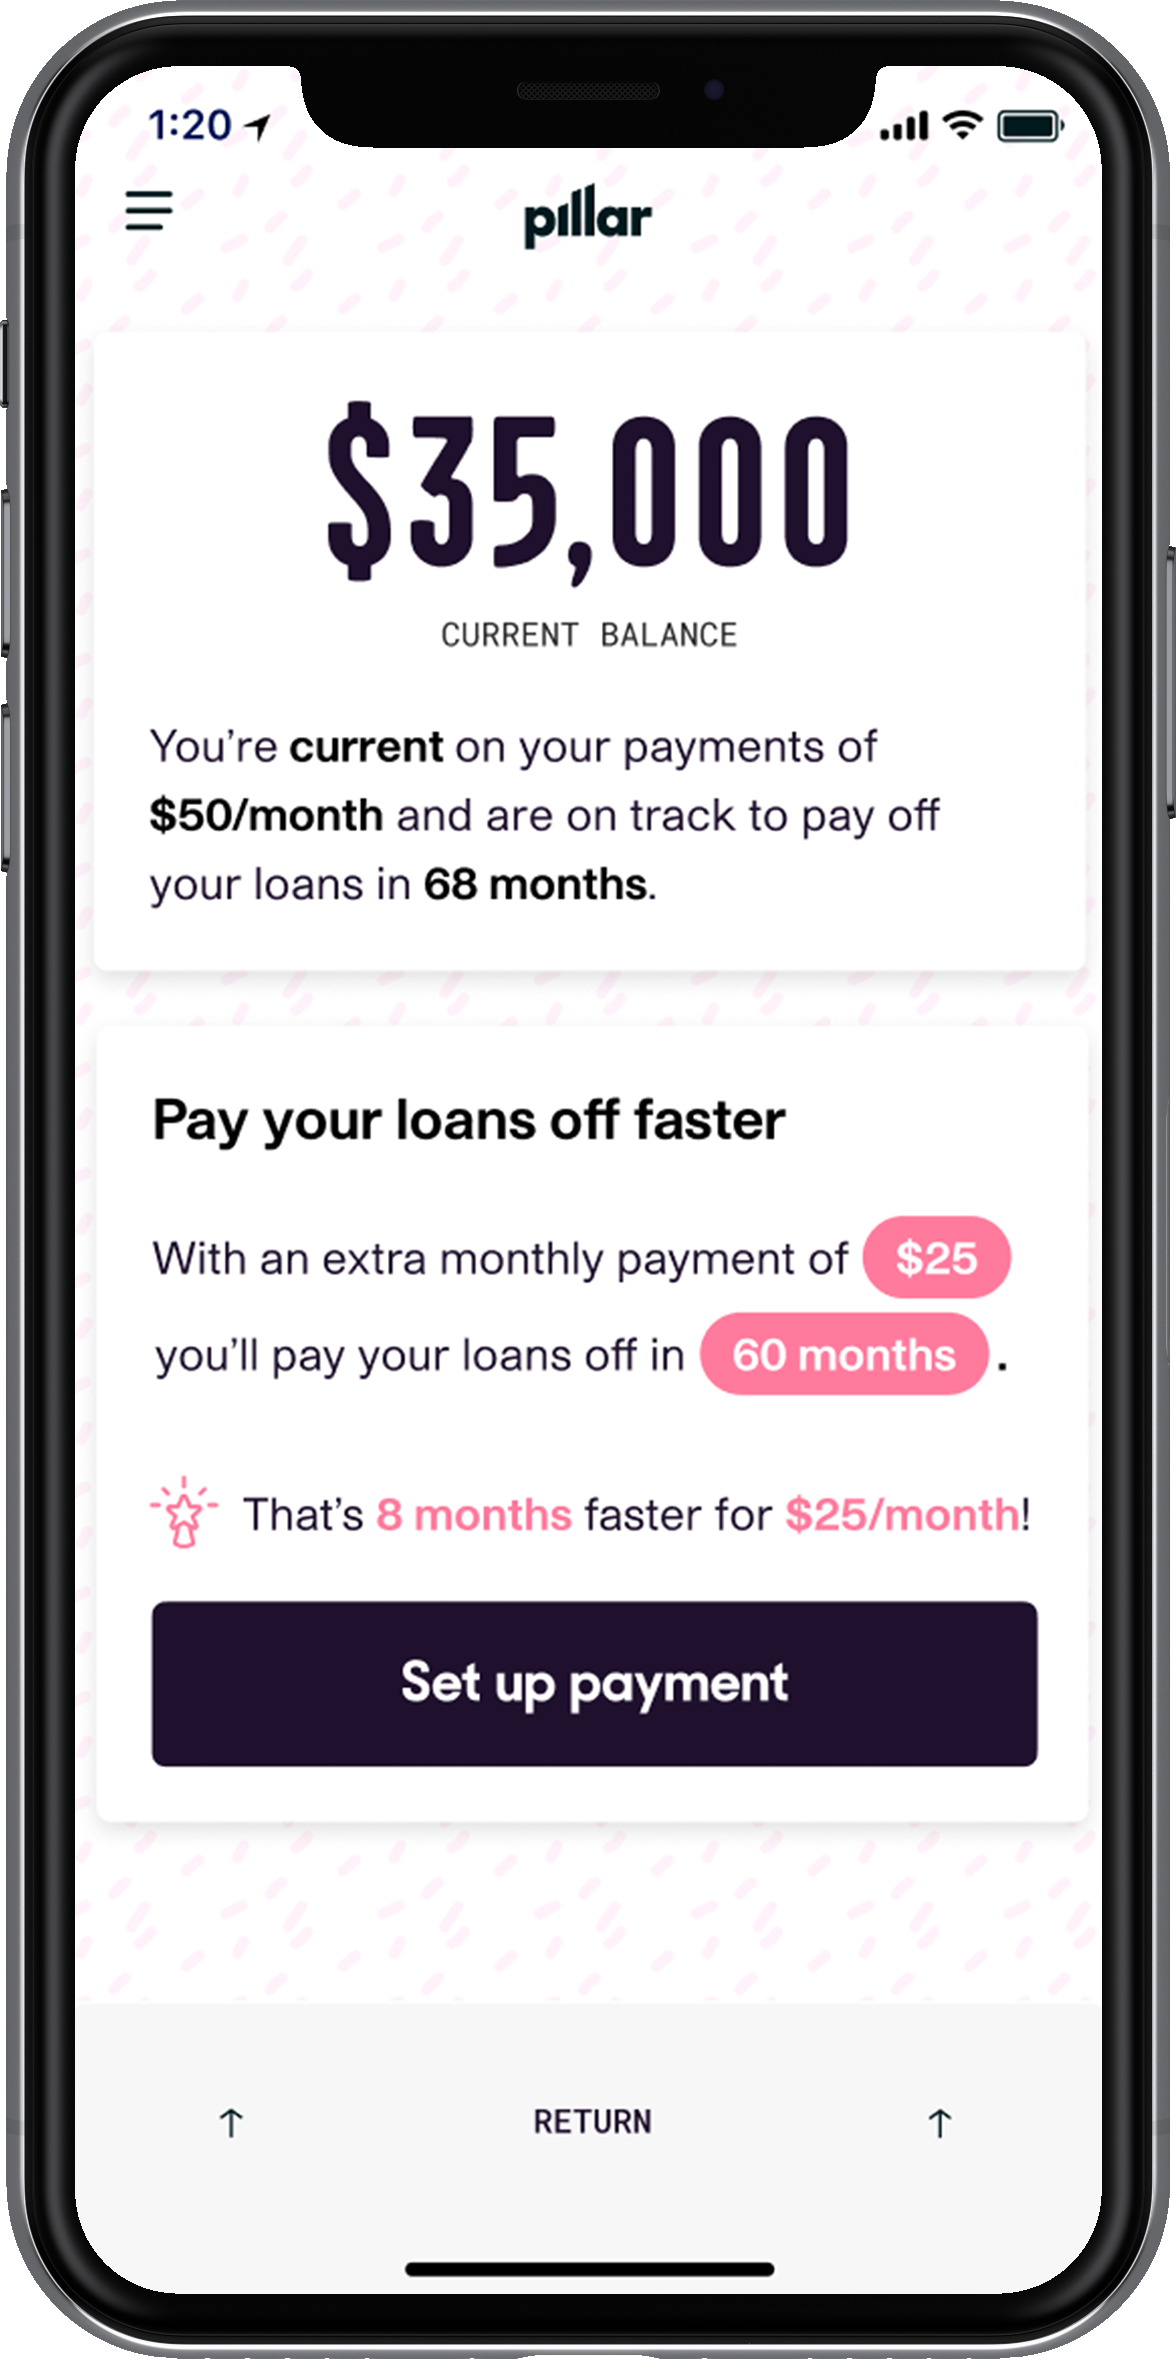 1:20
pillar
$35,000
CURRENT BALANCE
You’re current on your payments of
$50/month and are on track to pay off
your loans in 68 months.
Pay your loans off faster
With an extra monthly payment of $25
you’ll pay your loans off in 60 months .
That’s 8 months faster for $25/month!
Set up payment
↑ RETURN ↑